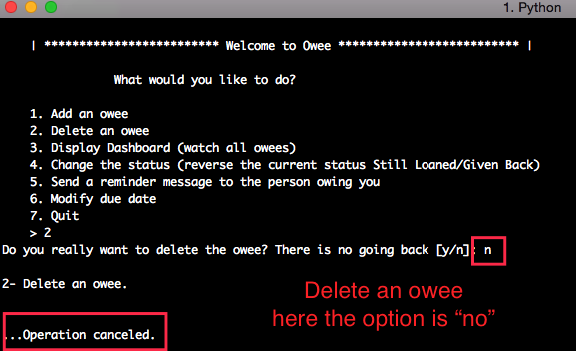 1. Python
| ************************* Welcome to Owee ************************** |
What would you like to do?
1. Add an owee
2. Delete an owee
3. Display Dashboard (watch all owees)
4. Change the status (reverse the current status Still Loaned/Given Back)
5. Send a reminder message to the person owing you
6. Modify due date
7. Quit
> 2
Do you really want to delete the owee? There is no going back [y/n]: n
2- Delete an owee.
Delete an owee
here the option is “no”
...Operation canceled.